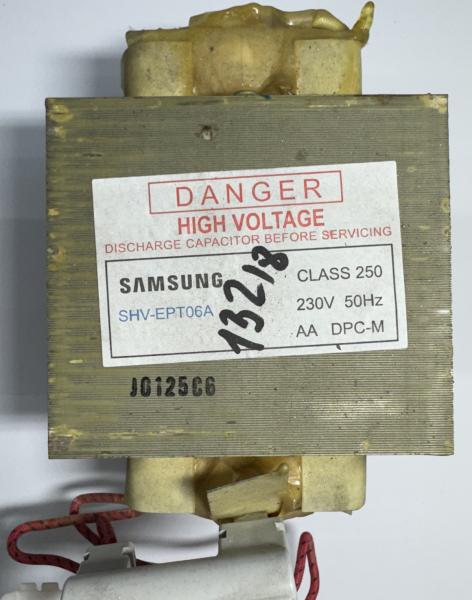 DANGER
HIGH VOLTAGE
DISCHARGE CAPACITOR BEFORE SERVICING
SAMSUNG CLASS 250
SHV-EPT06A 230V 50Hz
AA DPC-M
13218
J0125C6